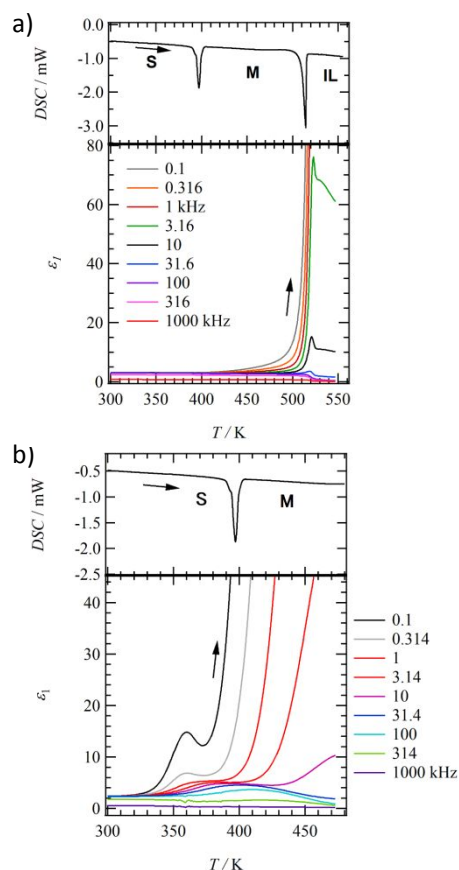 a)
DSC / mW
0.0
-1.0
-2.0
-3.0
S
M
IL
80
60
40
20
0
ε1
0.1
0.316
1 kHz
3.16
10
31.6
100
316
1000 kHz
300 350 400 450 500 550
T / K
b)
DSC / mW
-0.5
-1.0
-1.5
-2.0
-2.5
S
M
40
30
20
10
0
ε1
0.1
0.314
1
3.14
10
31.4
100
314
1000 kHz
300 350 400 450
T / K